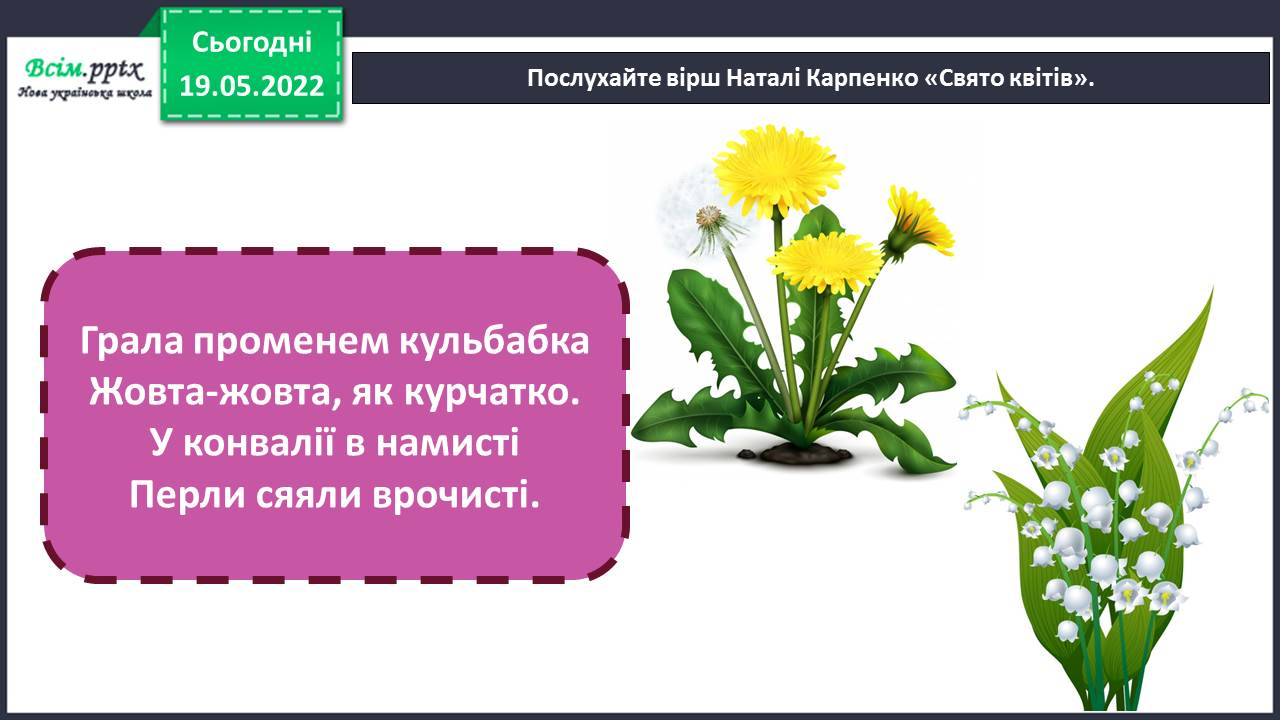 Всім.pptx
Нова українська школа
Сьогодні
19.05.2022
Послухайте вірш Наталі Карпенко «Свято квітів».
Грала променем кульбабка
Жовта-жовта, як курчатко.
У конвалії в намисті
Перли сяяли врочисті.